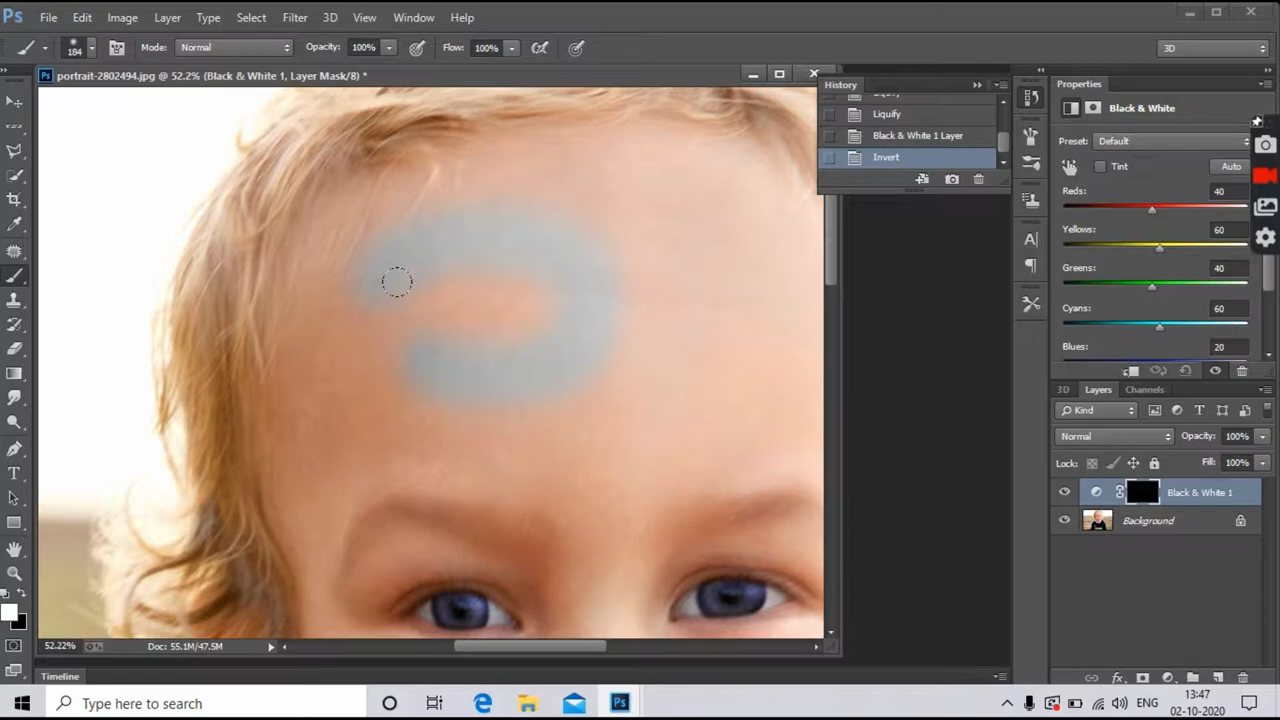 Ps File Edit Image Layer Type Select Filter 3D View Window Help
184 Mode: Normal Opacity: 100% Flow: 100% 3D
portrait-2802494.jpg @ 52.2% (Black & White 1, Layer Mask/8) *
History
Liquify
Liquify
Black & White 1 Layer
Invert
Properties
Black & White
Preset: Default
Tint Auto
Reds: 40
Yellows: 60
Greens: 40
Cyans: 60
Blues: 20
3D Layers Channels
Kind
Normal Opacity: 100%
Lock: Fill: 100%
Black & White 1
Background
52.22% Doc: 55.1M/47.5M
Timeline
Type here to search
ENG
13:47
02-10-2020